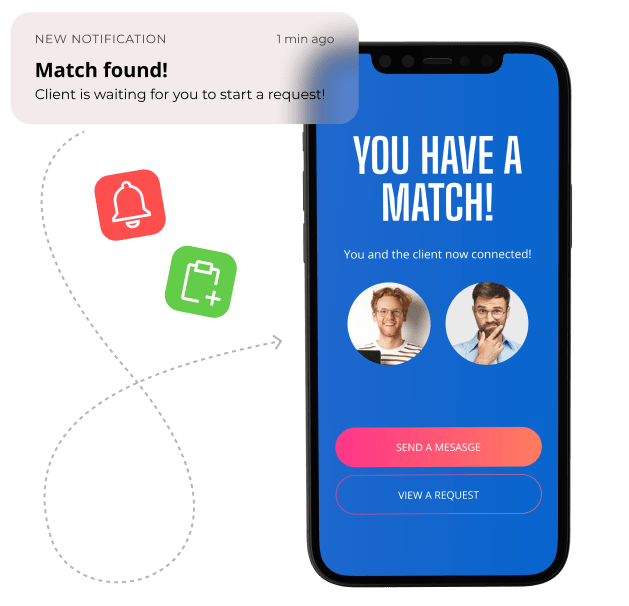 NEW NOTIFICATION 1 min ago
Match found!
Client is waiting for you to start a request!
YOU HAVE A
MATCH!
You and the client now connected!
SEND A MESASGE
VIEW A REQUEST